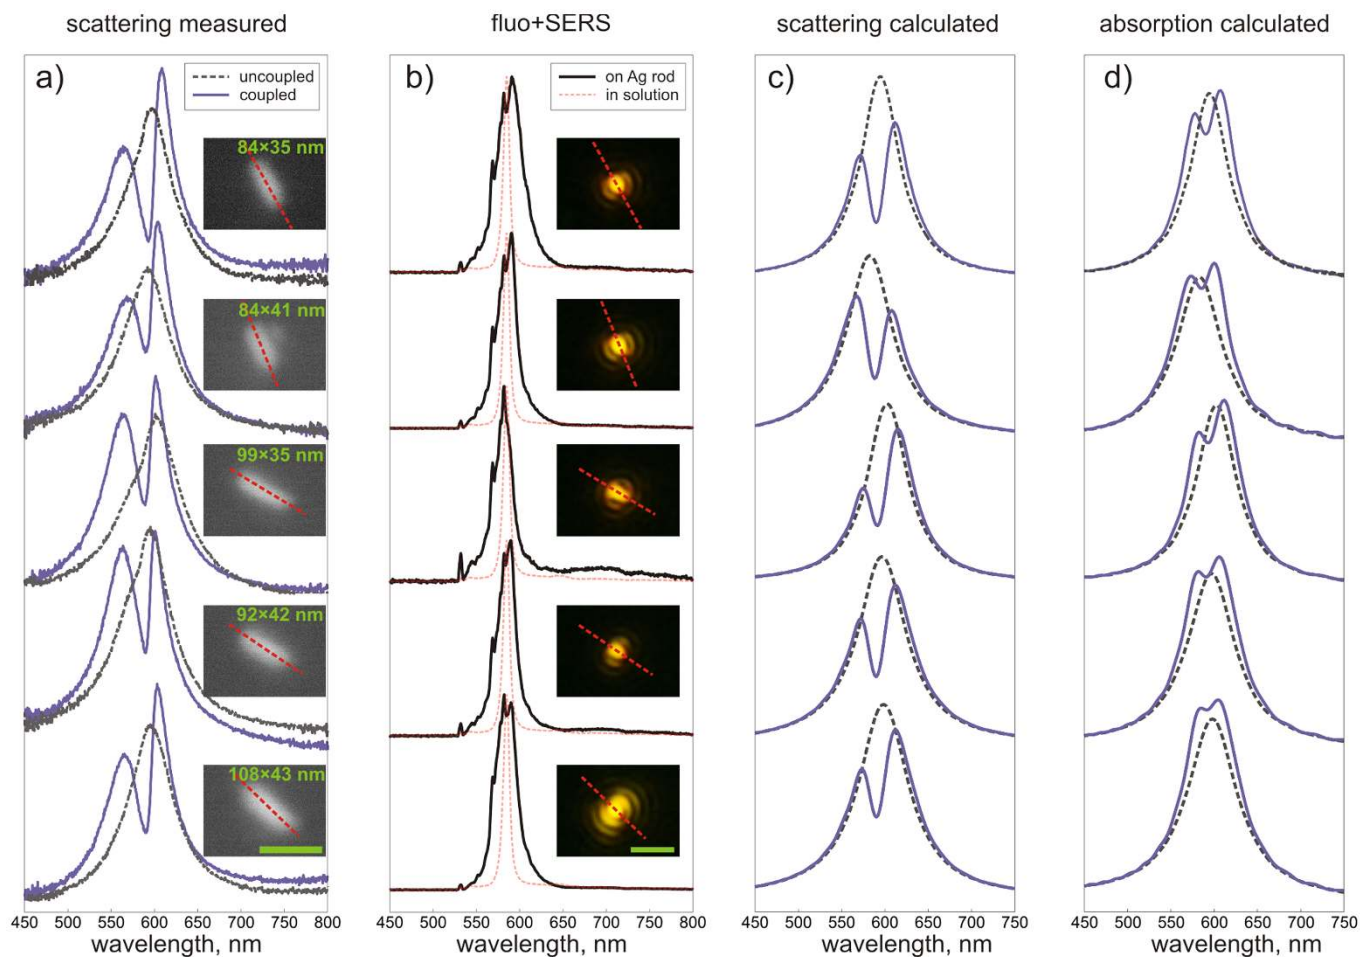 scattering measured
fluo+SERS
scattering calculated
absorption calculated
a)
uncoupled
coupled
84×35 nm
84×41 nm
99×35 nm
92×42 nm
108×43 nm
450 500 550 600 650 700 750 800
wavelength, nm
b)
on Ag rod
in solution
450 500 550 600 650 700 750 800
wavelength, nm
c)
450 500 550 600 650 700 750
wavelength, nm
d)
450 500 550 600 650 700 750
wavelength, nm